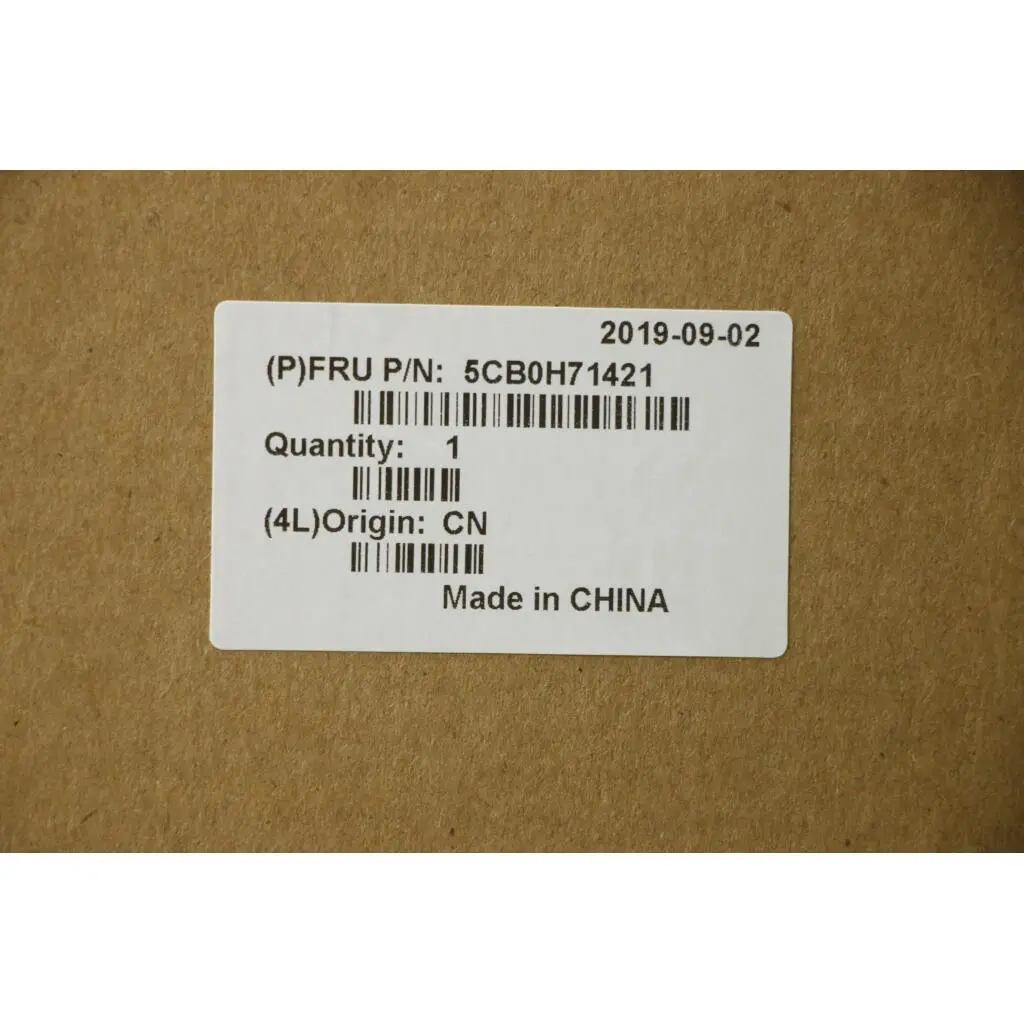 2019-09-02
(P)FRU P/N: 5CB0H71421
Quantity: 1
(4L)Origin: CN
Made in CHINA